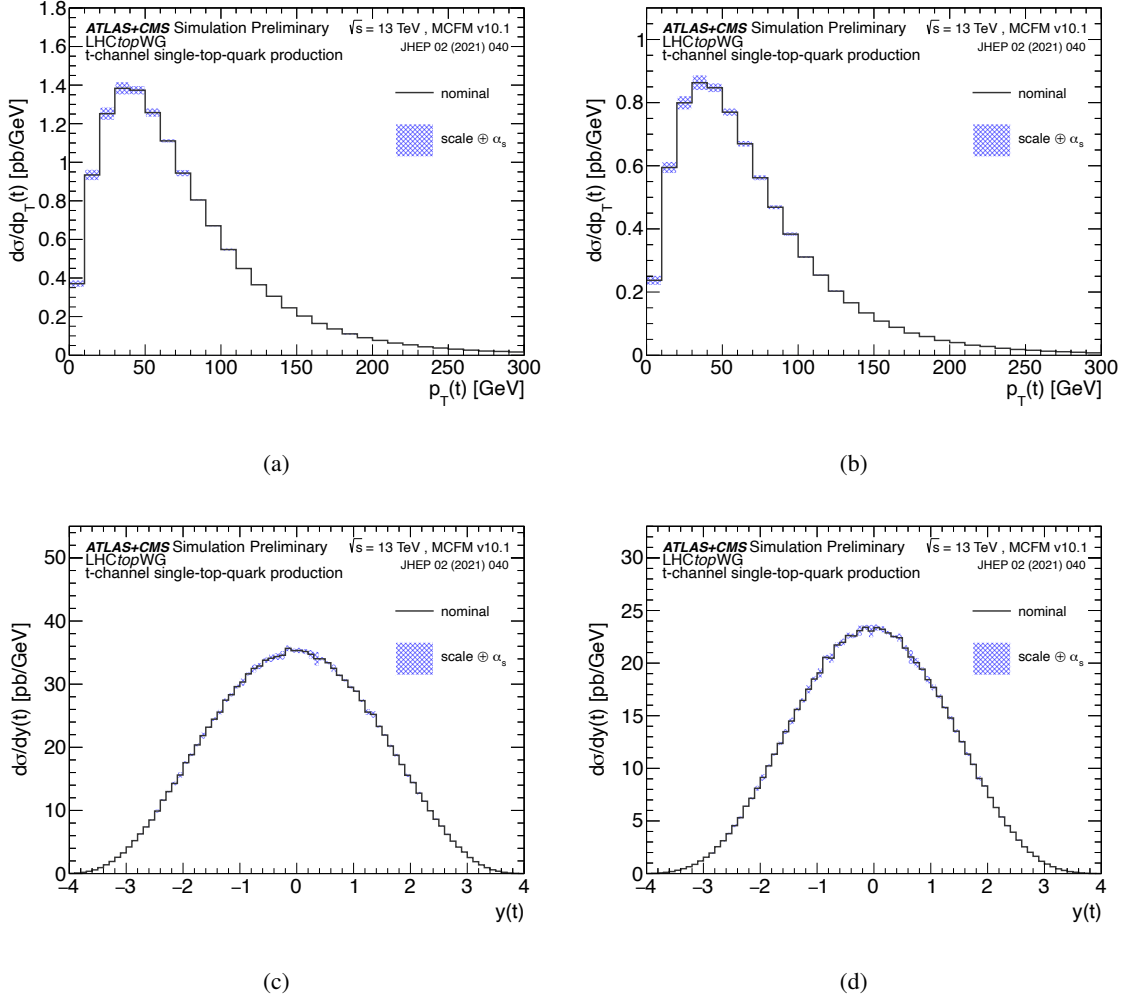 ATLAS+CMS Simulation Preliminary
√s = 13 TeV , MCFM v10.1
LHCtopWG
JHEP 02 (2021) 040
t-channel single-top-quark production
nominal
scale ⊕ αs
dσ/dp_T(t) [pb/GeV]
1.8
1.6
1.4
1.2
1
0.8
0.6
0.4
0.2
0
0 50 100 150 200 250 300
p_T(t) [GeV]
(a)
ATLAS+CMS Simulation Preliminary
√s = 13 TeV , MCFM v10.1
LHCtopWG
JHEP 02 (2021) 040
t-channel single-top-quark production
nominal
scale ⊕ αs
dσ/dp_T(t) [pb/GeV]
1
0.8
0.6
0.4
0.2
0
0 50 100 150 200 250 300
p_T(t) [GeV]
(b)
ATLAS+CMS Simulation Preliminary
√s = 13 TeV , MCFM v10.1
LHCtopWG
JHEP 02 (2021) 040
t-channel single-top-quark production
nominal
scale ⊕ αs
dσ/dy(t) [pb/GeV]
50
40
30
20
10
0
−4 −3 −2 −1 0 1 2 3 4
y(t)
(c)
ATLAS+CMS Simulation Preliminary
√s = 13 TeV , MCFM v10.1
LHCtopWG
JHEP 02 (2021) 040
t-channel single-top-quark production
nominal
scale ⊕ αs
dσ/dy(t) [pb/GeV]
30
25
20
15
10
5
0
−4 −3 −2 −1 0 1 2 3 4
y(t)
(d)